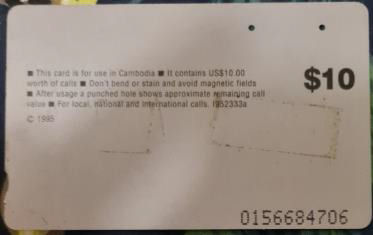 ■ This card is for use in Cambodia ■ It contains US$10.00
worth of calls ■ Don't bend or stain and avoid magnetic fields
■ After usage a punched hole shows approximate remaining call
value ■ For local, national and international calls. I952333a
© 1995
$10
0156684706